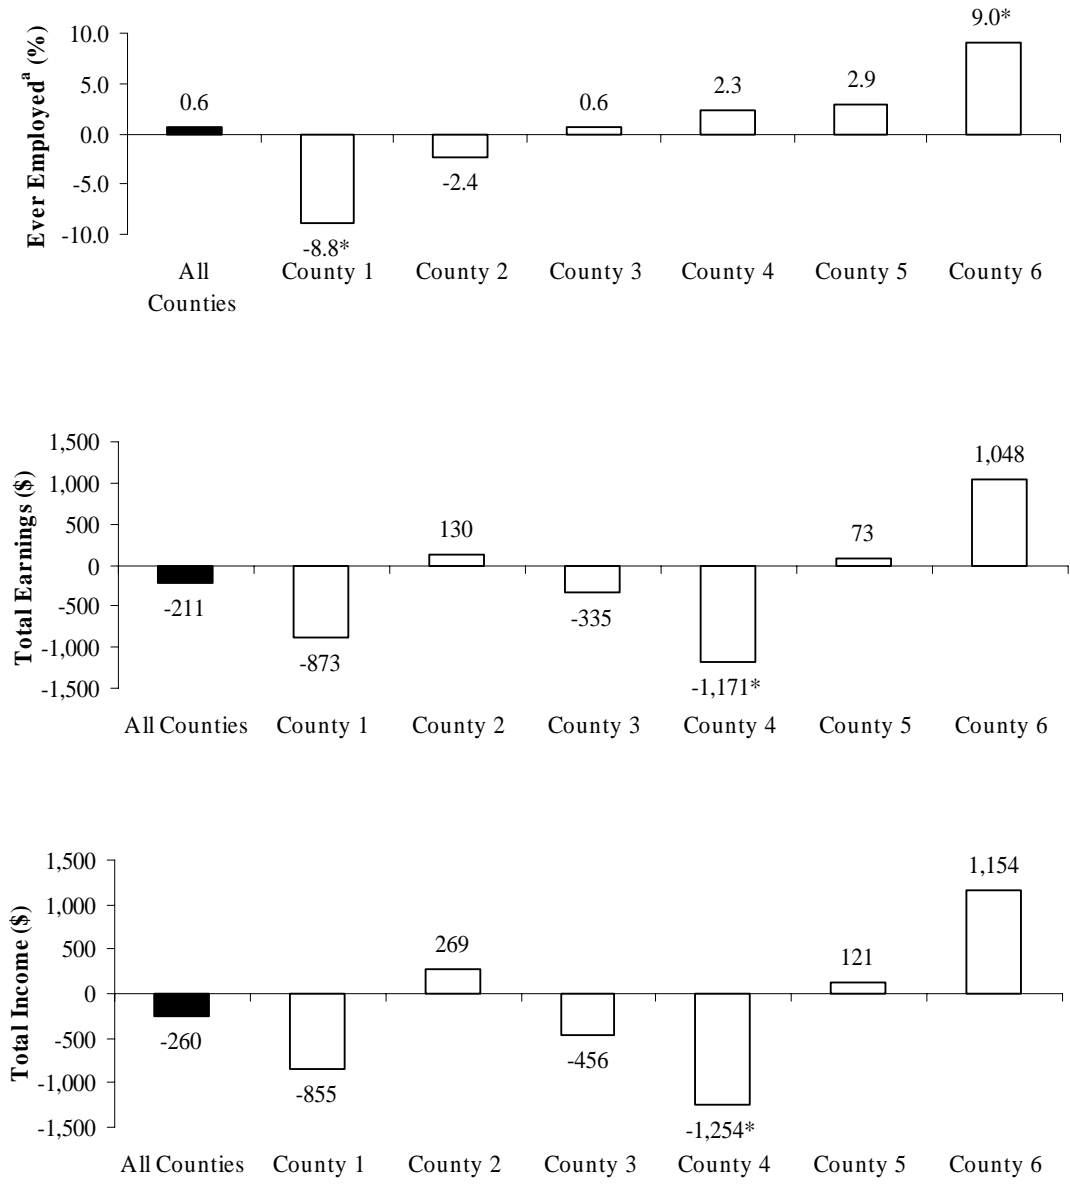 Ever Employedª (%)
10.0
5.0
0.0
-5.0
-10.0
0.6
-8.8*
-2.4
0.6
2.3
2.9
9.0*
All
Counties
County 1
County 2
County 3
County 4
County 5
County 6
Total Earnings ($)
1,500
1,000
500
0
-500
-1,000
-1,500
-211
-873
130
-335
-1,171*
73
1,048
All Counties
County 1
County 2
County 3
County 4
County 5
County 6
Total Income ($)
1,500
1,000
500
0
-500
-1,000
-1,500
-260
-855
269
-456
-1,254*
121
1,154
All Counties
County 1
County 2
County 3
County 4
County 5
County 6